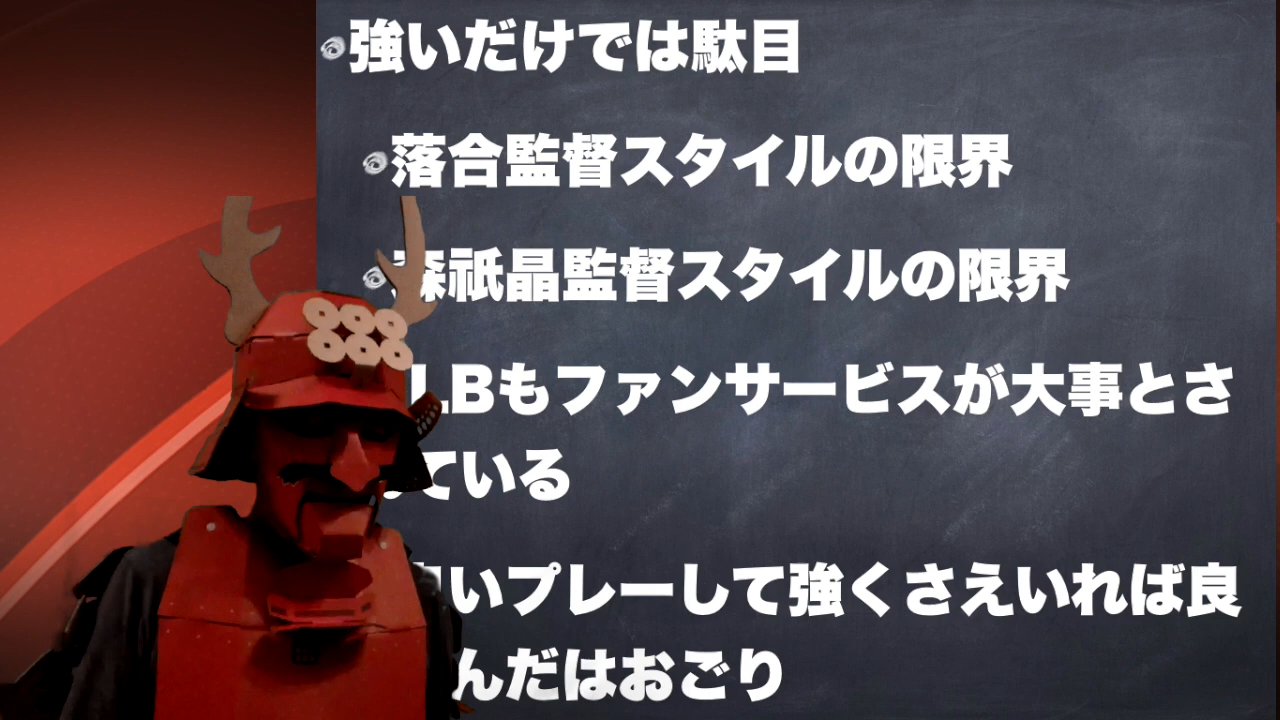 強いだけでは駄目
落合監督スタイルの限界
森祇晶監督スタイルの限界
LBもファンサービスが大事とさ
ている
いプレーして強くさえいれば良
んだはおごり